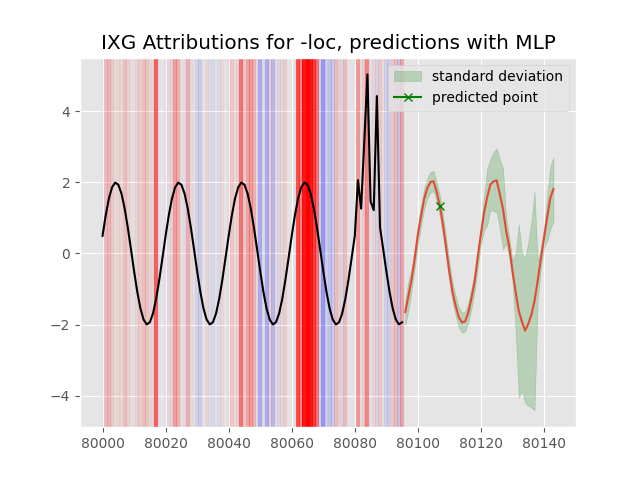 IXG Attributions for -loc, predictions with MLP
standard deviation
predicted point
4
2
0
−2
−4
80000 80020 80040 80060 80080 80100 80120 80140